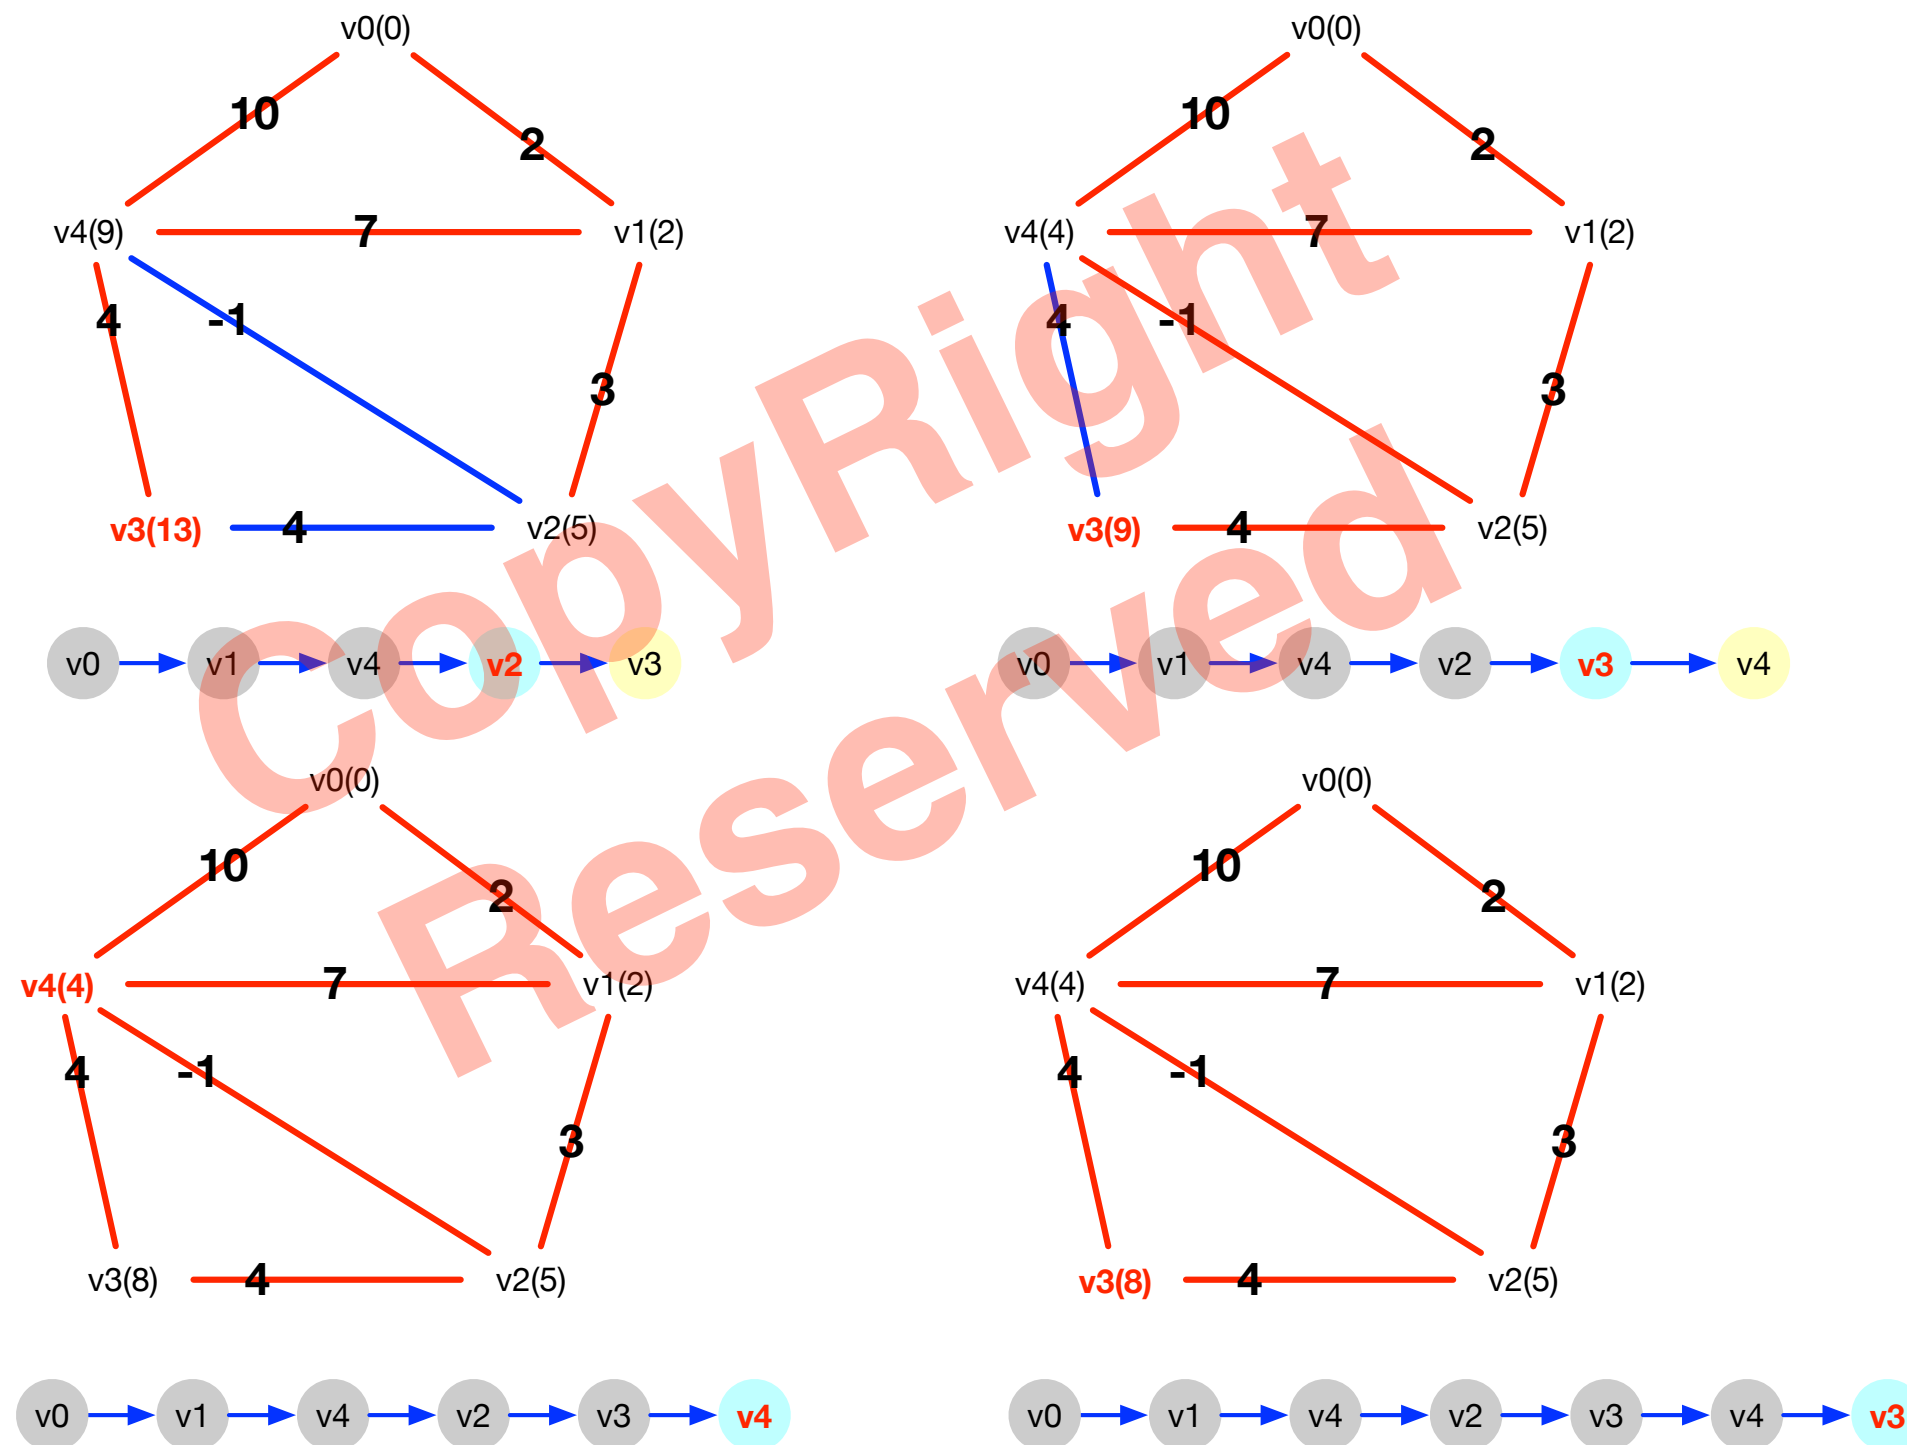 v0(0)
10
2
v4(9)
7
v1(2)
4
-1
3
v3(13)
4
v2(5)
v0 v1 v4 v2 v3
v0(0)
10
2
v4(4)
7
v1(2)
4
-1
3
v3(9)
4
v2(5)
v0 v1 v4 v2 v3 v4
v0(0)
10
2
v4(4)
7
v1(2)
4
-1
3
v3(8)
4
v2(5)
v0 v1 v4 v2 v3 v4
v0(0)
10
2
v4(4)
7
v1(2)
4
-1
3
v3(8)
4
v2(5)
v0 v1 v4 v2 v3 v4 v3
CopyRight
Reserved